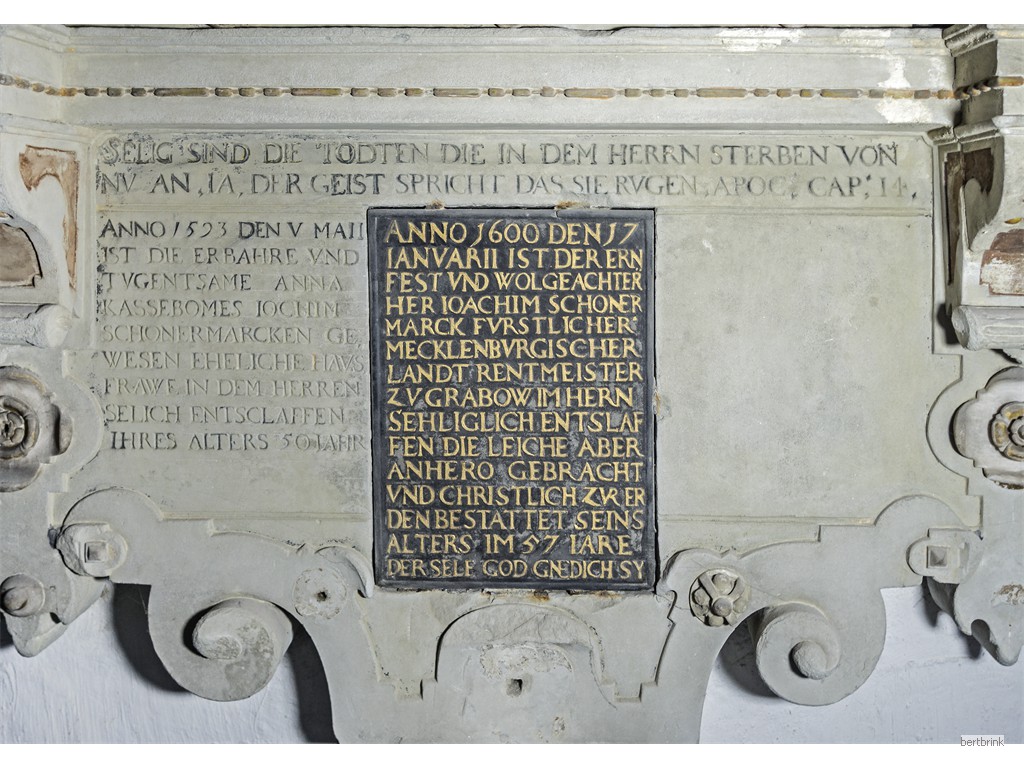 SELIG SIND DIE TODTEN DIE IN DEM HERRN STERBEN VON
NV AN, IA, DER GEIST SPRICHT DAS SIE RVGEN, APOC, CAP, 14,
ANNO 1593 DEN V MAII
IST DIE ERBAHRE VND
TVGENTSAME ANNA
KASSEBOMES IOCHIM
SCHONERMARCKEN GE,
WESEN EHELICHE HAVS
FRAWE IN DEM HERREN
SELICH ENTSCLAFFEN
IHRES ALTERS 50 JAHR
ANNO 1600 DEN 17
IANVARII IST DER ERN
FEST VND WOLGEACHTER
HER IOACHIM SCHONER
MARCK FVRSTLICHER
MECKLENBVRGISCHER
LANDT RENTMEISTER
ZV GRABOW IM HERN
SEHLIGLICH ENTSLAF
FEN DIE LEICHE ABER
ANHERO GEBRACHT
VND CHRISTLICH ZVR ER
DEN BESTATTET SEINS
ALTERS IM 57 IARE
DER SELE GOD GNEDICH SY
bertbrink